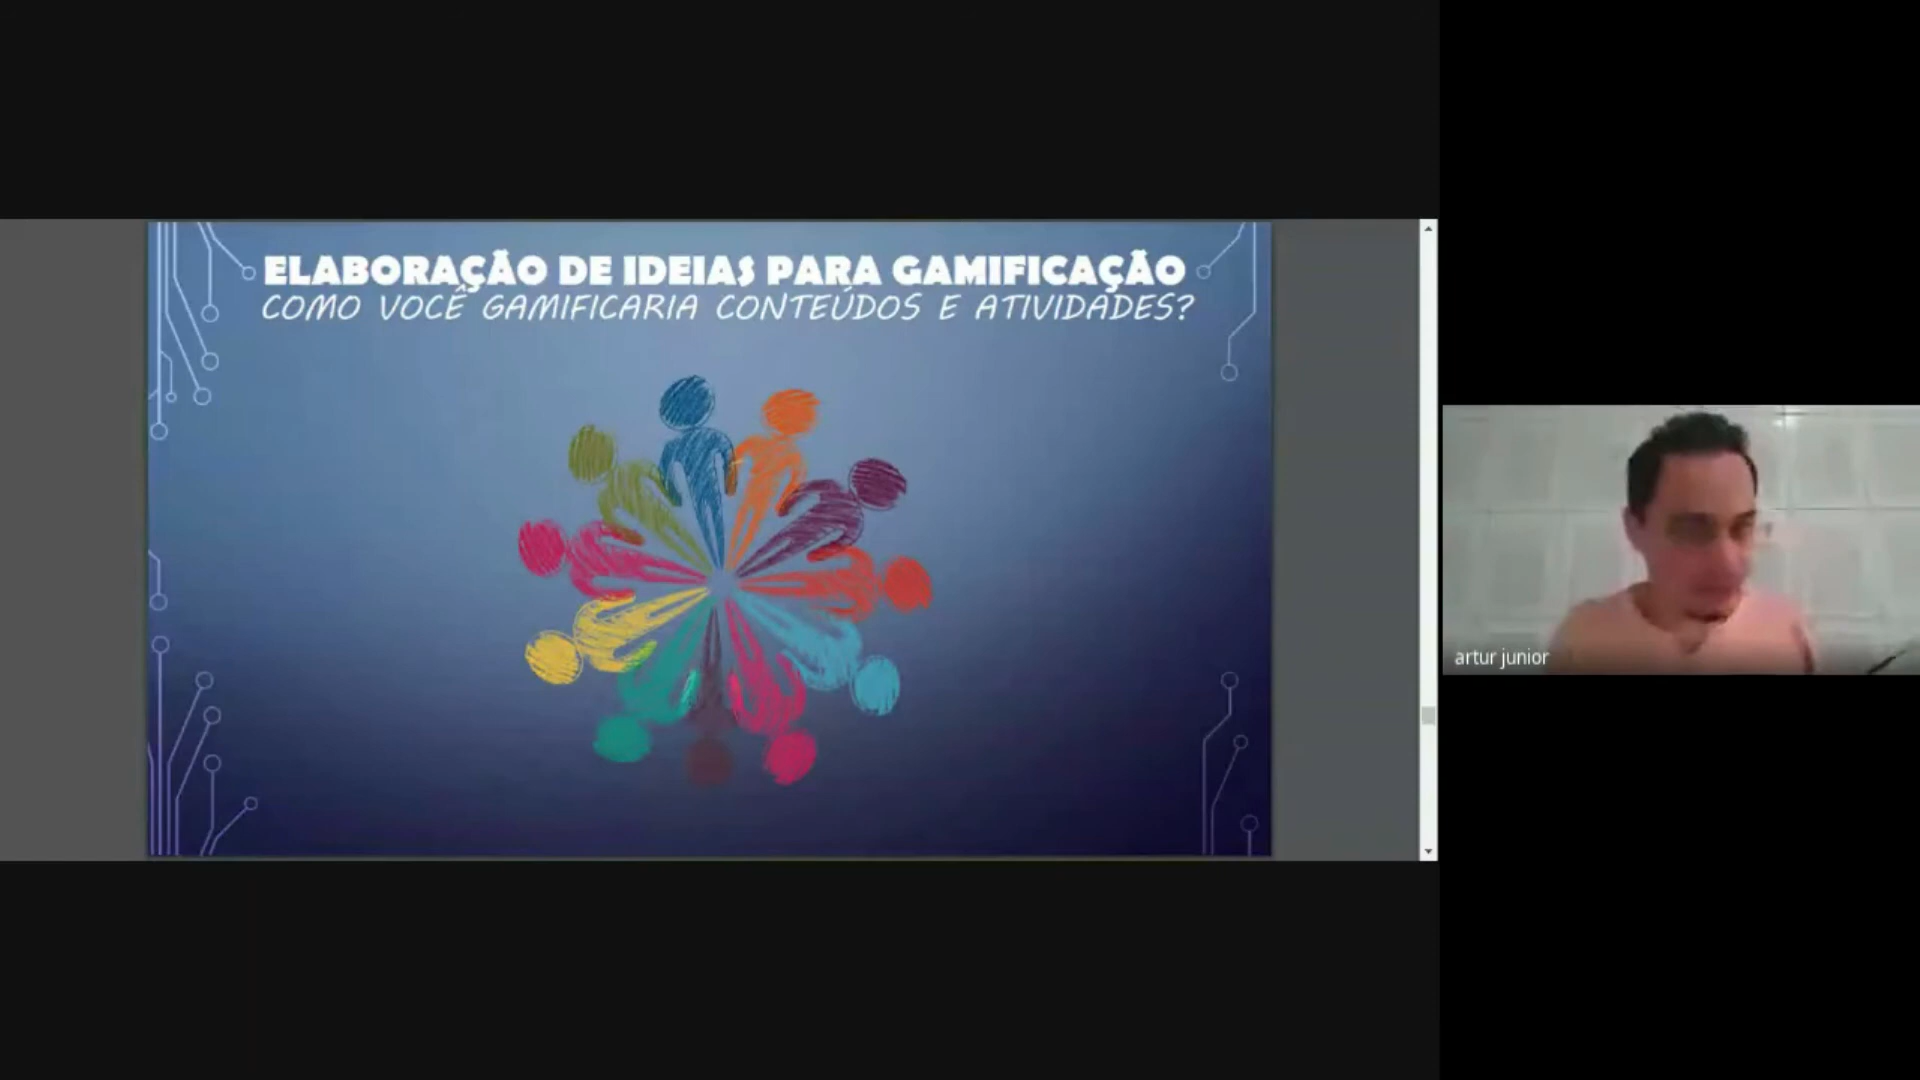 ELABORAÇÃO DE IDEIAS PARA GAMIFICAÇÃO
COMO VOCÊ GAMIFICARIA CONTEÚDOS E ATIVIDADES?
artur junior